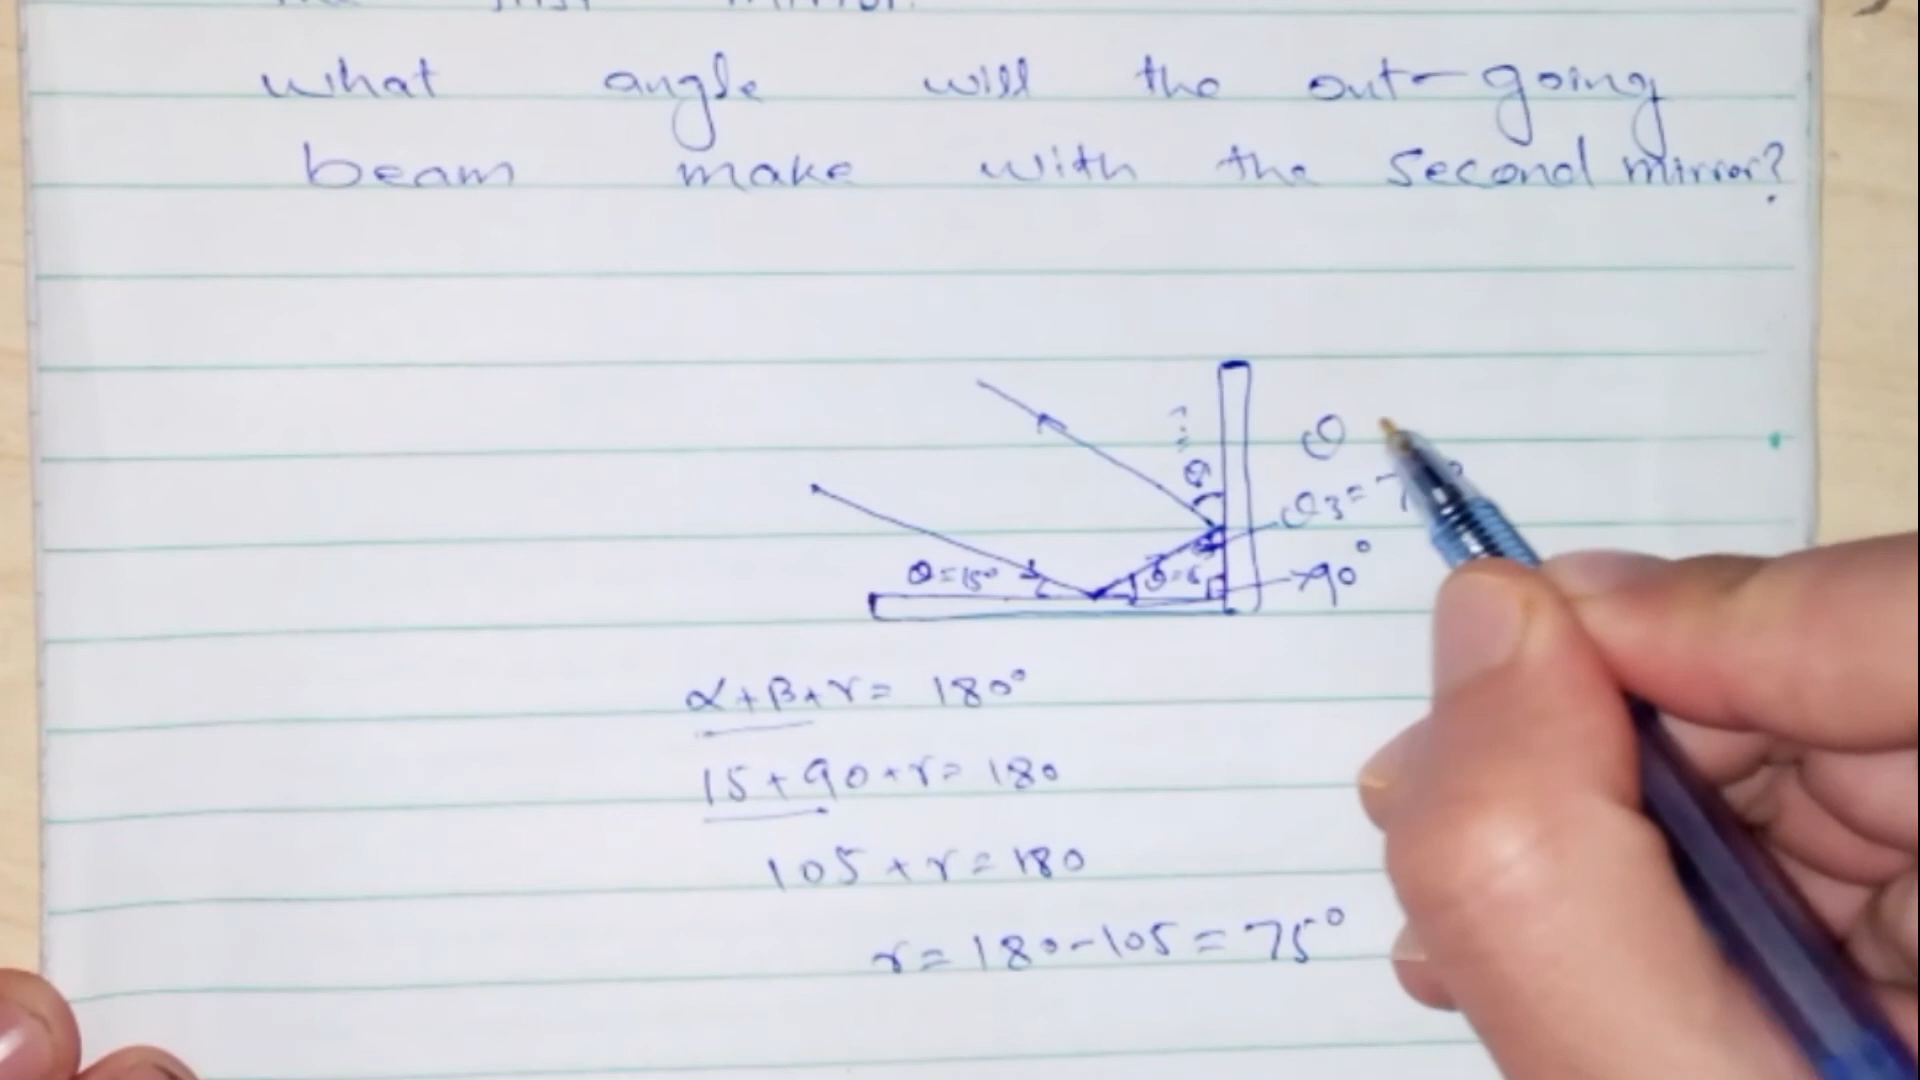 what angle will the out-going
beam make with the second mirror?
θ
θ
θ3=7
θ=15°
90°
α+β+γ= 180°
15+90+γ= 180
105+γ=180
γ=180-105=75°